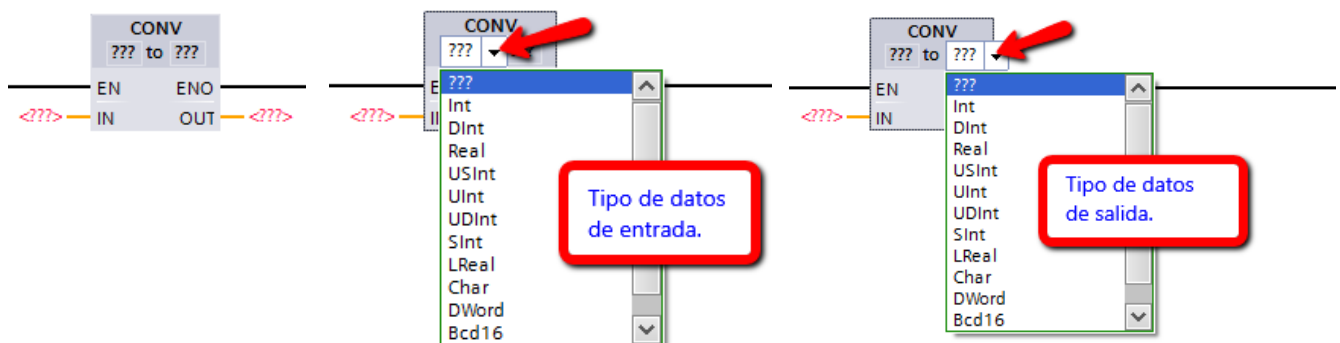 CONV
??? to ???
EN ENO
<???> IN OUT <???>
CONV
???
E
<???> II
???
Int
DInt
Real
USInt
UInt
UDInt
SInt
LReal
Char
DWord
Bcd16
Tipo de datos
de entrada.
CONV
??? to ???
EN
<???> IN
???
Int
DInt
Real
USInt
UInt
UDInt
SInt
LReal
Char
DWord
Bcd16
Tipo de datos
de salida.